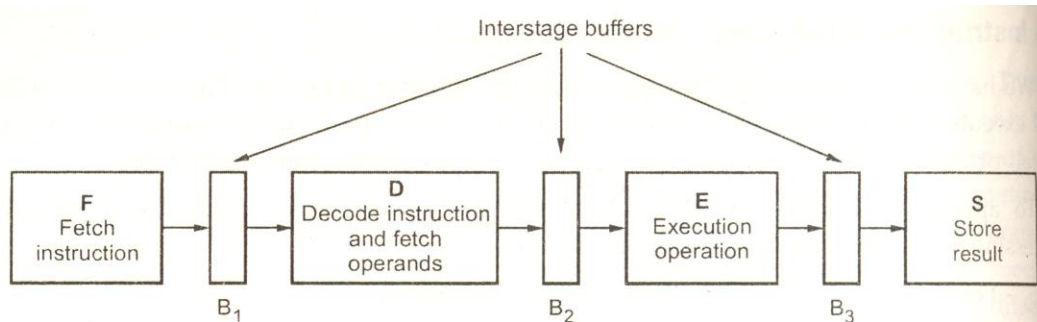 Interstage buffers
F
Fetch
instruction
D
Decode instruction
and fetch
operands
E
Execution
operation
S
Store
result
B1
B2
B3